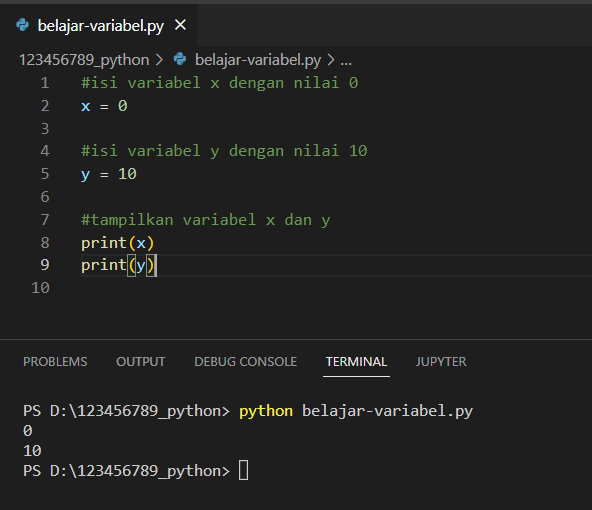 belajar-variabel.py
123456789_python > belajar-variabel.py > ...
1 #isi variabel x dengan nilai 0
2 x = 0
3
4 #isi variabel y dengan nilai 10
5 y = 10
6
7 #tampilkan variabel x dan y
8 print(x)
9 print(y)
10
PROBLEMS OUTPUT DEBUG CONSOLE TERMINAL JUPYTER
PS D:\123456789_python> python belajar-variabel.py
0
10
PS D:\123456789_python>